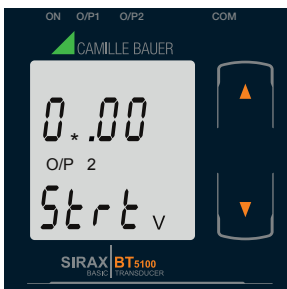 ON O/P1 O/P2 COM
CAMILLE BAUER
0*.00
O/P 2
Strt V
SIRAX BT5100
BASIC TRANSDUCER